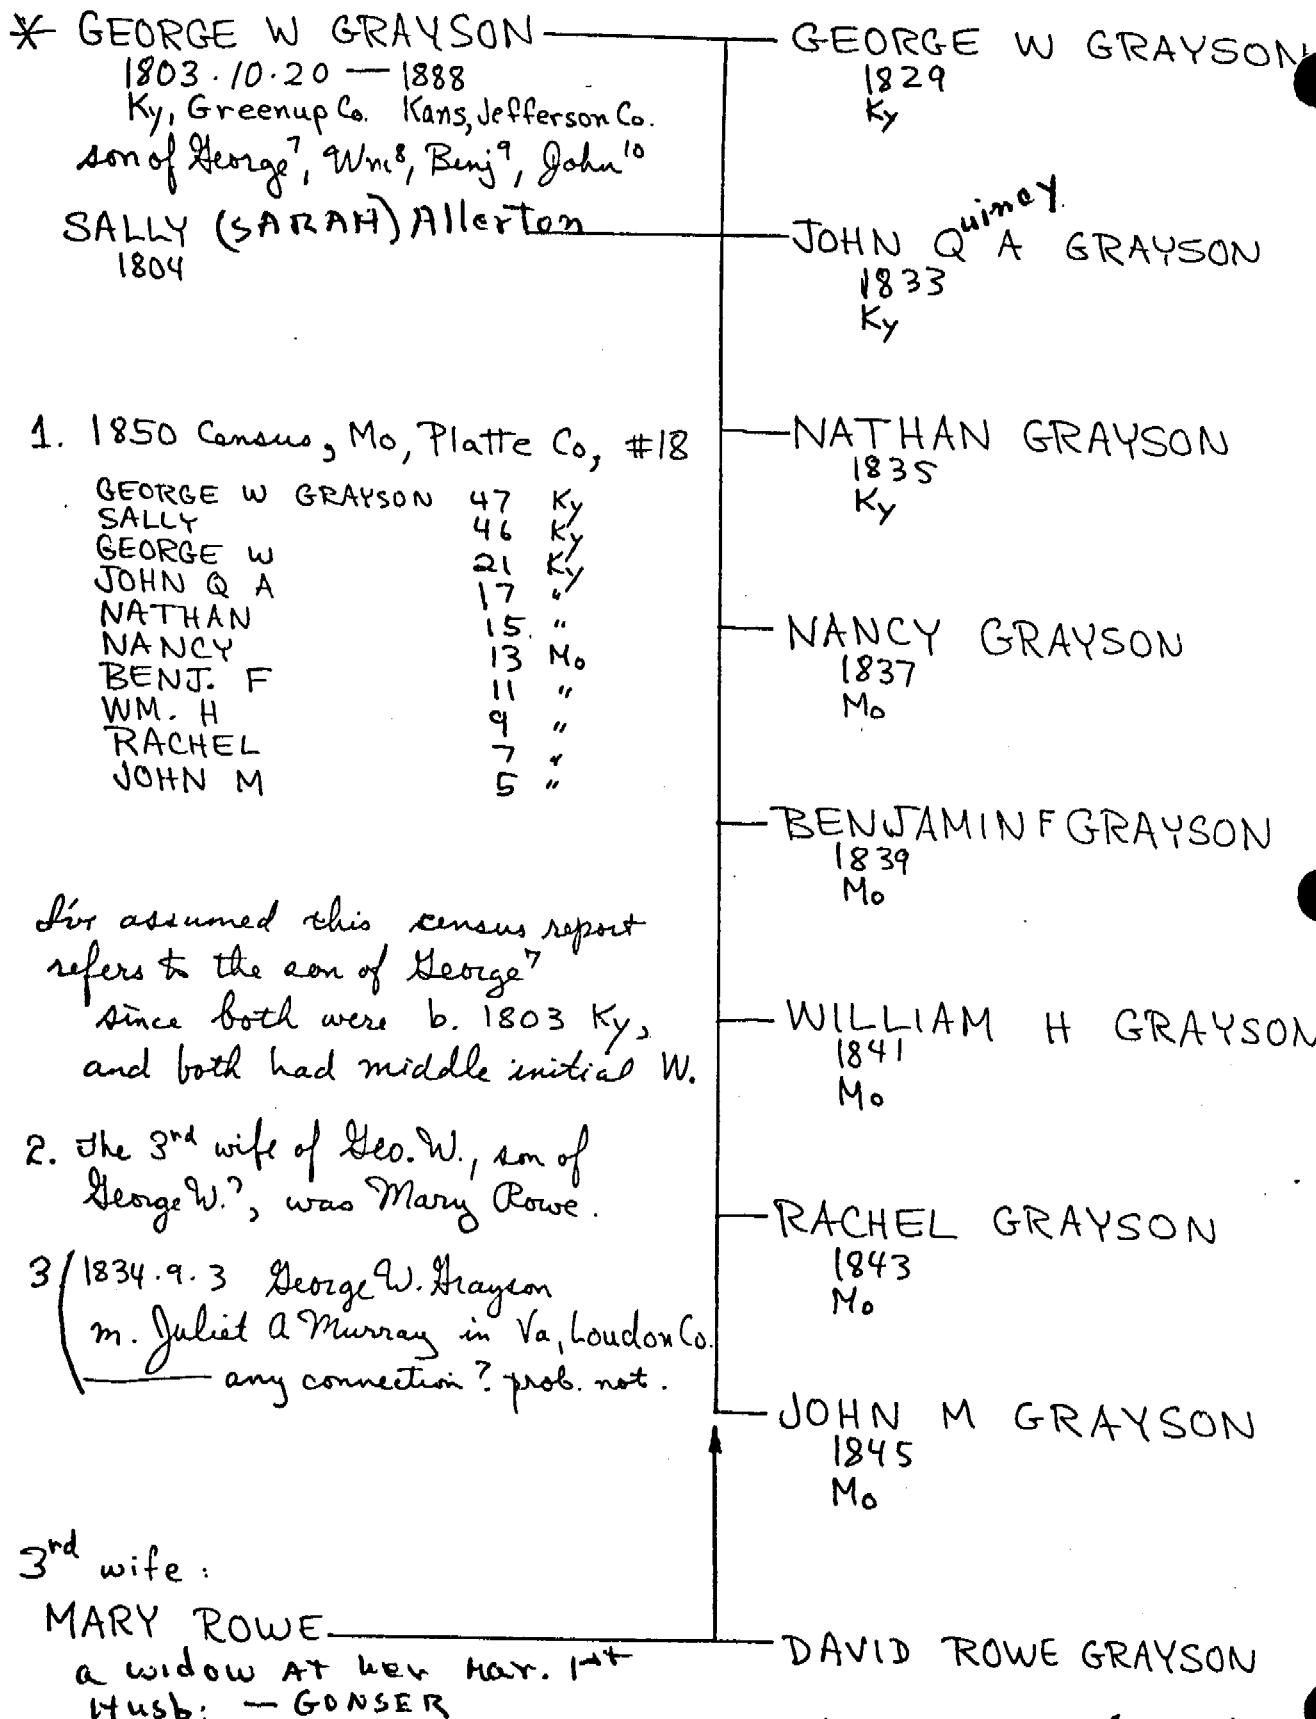 * GEORGE W GRAYSON
1803.10.20 — 1888
Ky, Greenup Co. Kans, Jefferson Co.
son of George⁷, Wm⁸, Benj⁹, John¹⁰
SALLY (SARAH) Allerton
1804
1. 1850 Census, Mo, Platte Co, #18
GEORGE W GRAYSON 47 Ky
SALLY 46 Ky
GEORGE W 21 Ky
JOHN Q A 17 "
NATHAN 15 "
NANCY 13 Mo
BENJ. F 11 "
WM. H 9 "
RACHEL 7 "
JOHN M 5 "
I've assumed this census report
refers to the son of George⁷
since both were b. 1803 Ky,
and both had middle initial W.
2. The 3rd wife of Geo. W., son of
George W.⁷, was Mary Rowe.
3 1834.9.3 George W. Grayson
m. Juliet A Murray in Va, Loudon Co.
— any connection? prob. not.
3rd wife:
MARY ROWE
a widow AT her Mar. 1st
Husb: — GONSER
GEORGE W GRAYSON
1829
Ky
JOHN Quincy A GRAYSON
1833
Ky
NATHAN GRAYSON
1835
Ky
NANCY GRAYSON
1837
Mo
BENJAMIN F GRAYSON
1839
Mo
WILLIAM H GRAYSON
1841
Mo
RACHEL GRAYSON
1843
Mo
JOHN M GRAYSON
1845
Mo
DAVID ROWE GRAYSON